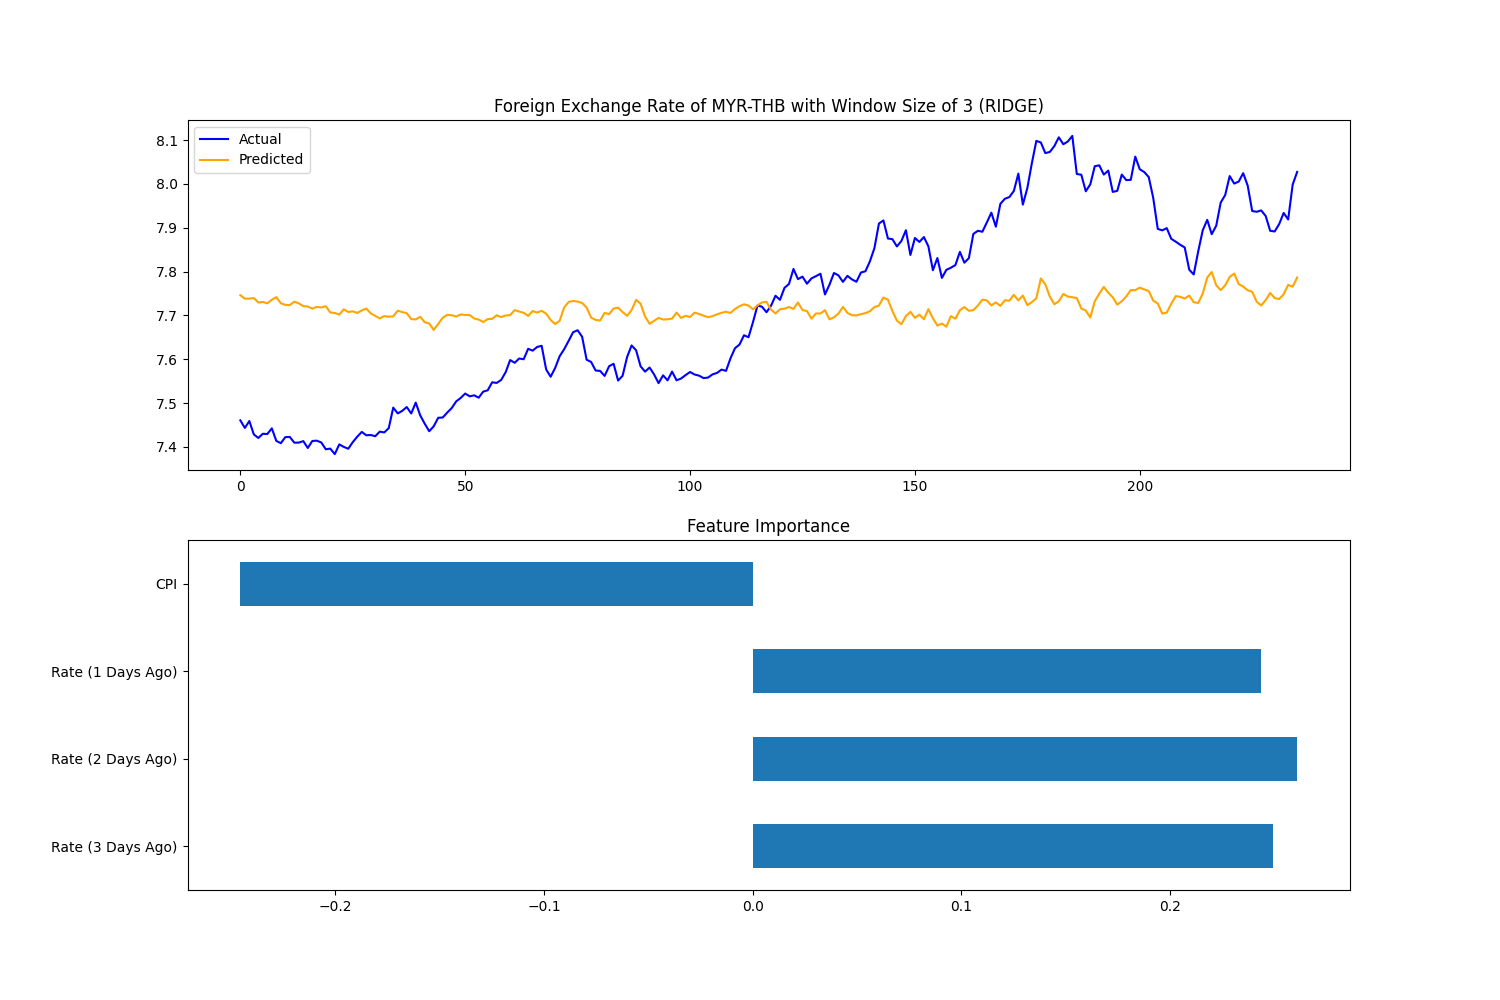 Foreign Exchange Rate of MYR-THB with Window Size of 3 (RIDGE)
Actual
Predicted
8.1
8.0
7.9
7.8
7.7
7.6
7.5
7.4
0 50 100 150 200
Feature Importance
CPI
Rate (1 Days Ago)
Rate (2 Days Ago)
Rate (3 Days Ago)
−0.2 −0.1 0.0 0.1 0.2